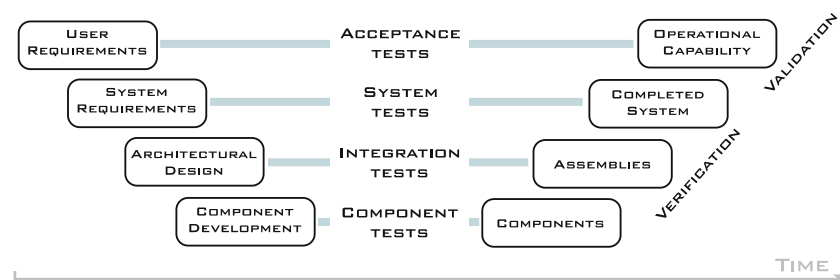 USER
REQUIREMENTS
ACCEPTANCE
TESTS
OPERATIONAL
CAPABILITY
VALIDATION
SYSTEM
REQUIREMENTS
SYSTEM
TESTS
COMPLETED
SYSTEM
ARCHITECTURAL
DESIGN
INTEGRATION
TESTS
ASSEMBLIES
VERIFICATION
COMPONENT
DEVELOPMENT
COMPONENT
TESTS
COMPONENTS
TIME